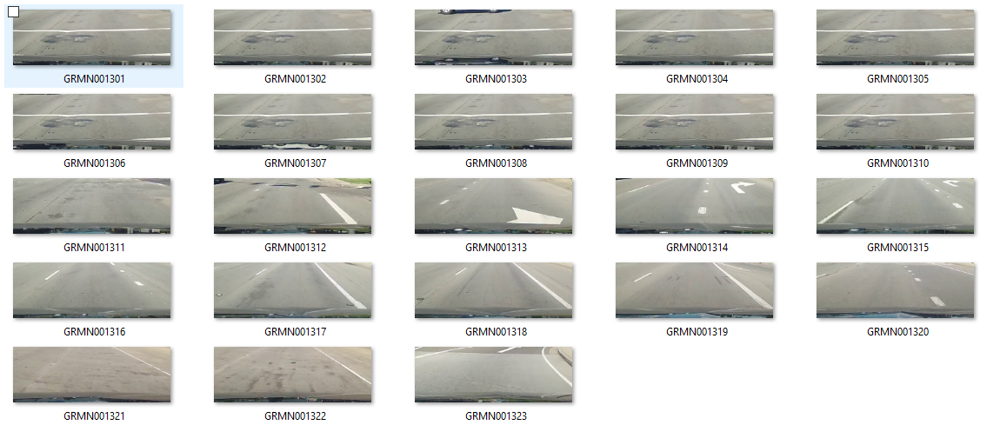 GRMN001301 GRMN001302 GRMN001303 GRMN001304 GRMN001305
GRMN001306 GRMN001307 GRMN001308 GRMN001309 GRMN001310
GRMN001311 GRMN001312 GRMN001313 GRMN001314 GRMN001315
GRMN001316 GRMN001317 GRMN001318 GRMN001319 GRMN001320
GRMN001321 GRMN001322 GRMN001323